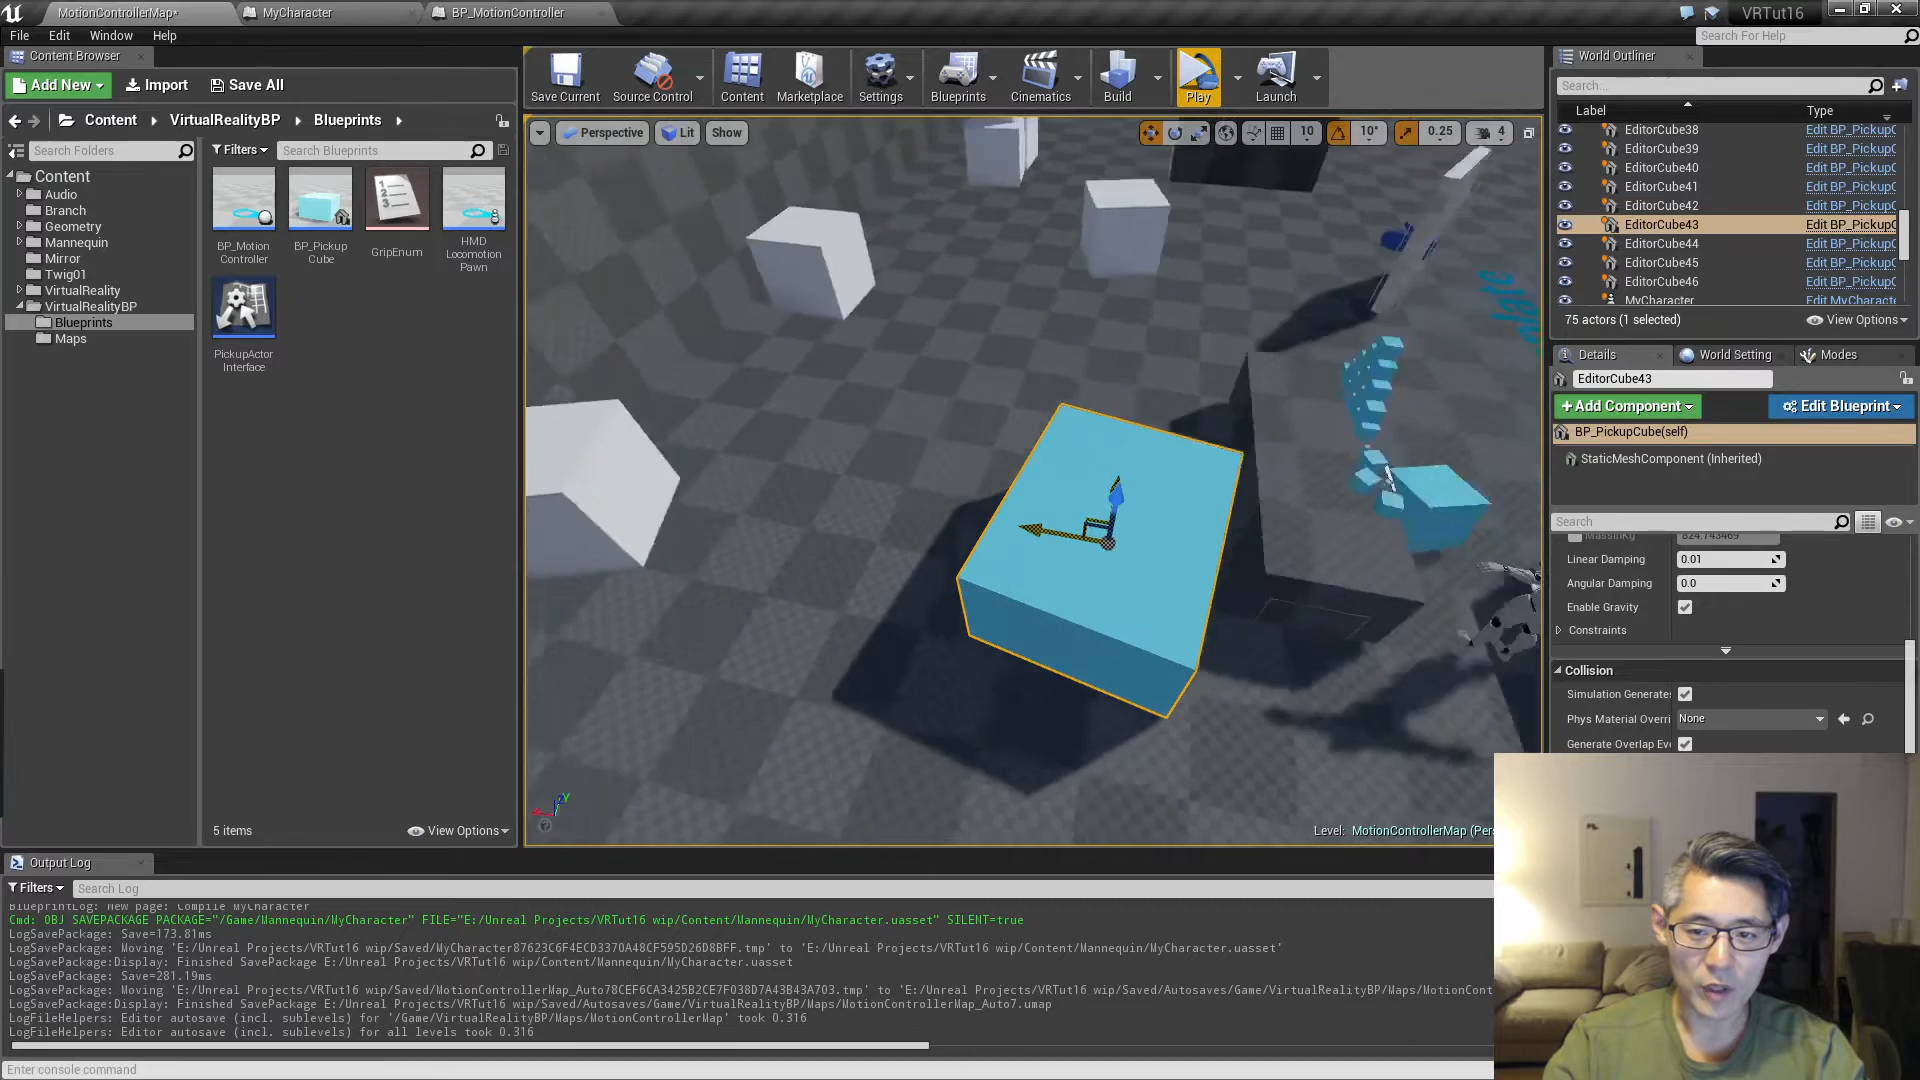 MotionControllerMap*
MyCharacter
BP_MotionController
VRTut16
File Edit Window Help
Search For Help
Content Browser
Add New
Import
Save All
Content
VirtualRealityBP
Blueprints
Search Folders
Filters
Search Blueprints
Content
Audio
Branch
Geometry
Mannequin
Mirror
Twig01
VirtualReality
VirtualRealityBP
Blueprints
Maps
BP_Motion
Controller
BP_Pickup
Cube
GripEnum
HMD
Locomotion
Pawn
PickupActor
Interface
5 items
View Options
Save Current
Source Control
Content
Marketplace
Settings
Blueprints
Cinematics
Build
Play
Launch
Perspective
Lit
Show
10
10°
0.25
4
Level: MotionControllerMap (Pers
World Outliner
Search...
Label
Type
EditorCube38 Edit BP_PickupC
EditorCube39 Edit BP_PickupC
EditorCube40 Edit BP_PickupC
EditorCube41 Edit BP_PickupC
EditorCube42 Edit BP_PickupC
EditorCube43 Edit BP_PickupC
EditorCube44 Edit BP_PickupC
EditorCube45 Edit BP_PickupC
EditorCube46 Edit BP_PickupC
MyCharacter Edit MyCharacte
75 actors (1 selected)
View Options
Details
World Setting
Modes
EditorCube43
+Add Component
Edit Blueprint
BP_PickupCube(self)
StaticMeshComponent (Inherited)
Search
MassInKg 824.743469
Linear Damping 0.01
Angular Damping 0.0
Enable Gravity
Constraints
Collision
Simulation Generates
Phys Material Overri None
Generate Overlap Eve
Output Log
Filters
Search Log
BlueprintLog: New page: Compile MyCharacter
Cmd: OBJ SAVEPACKAGE PACKAGE="/Game/Mannequin/MyCharacter" FILE="E:/Unreal Projects/VRTut16 wip/Content/Mannequin/MyCharacter.uasset" SILENT=true
LogSavePackage: Save=173.81ms
LogSavePackage: Moving 'E:/Unreal Projects/VRTut16 wip/Saved/MyCharacter87623C6F4ECD3370A48CF595D26D8BFF.tmp' to 'E:/Unreal Projects/VRTut16 wip/Content/Mannequin/MyCharacter.uasset'
LogSavePackage:Display: Finished SavePackage E:/Unreal Projects/VRTut16 wip/Content/Mannequin/MyCharacter.uasset
LogSavePackage: Save=281.19ms
LogSavePackage: Moving 'E:/Unreal Projects/VRTut16 wip/Saved/MotionControllerMap_Auto78CEF6CA3425B2CE7F038D7A43B43A703.tmp' to 'E:/Unreal Projects/VRTut16 wip/Saved/Autosaves/Game/VirtualRealityBP/Maps/MotionCont
LogSavePackage:Display: Finished SavePackage E:/Unreal Projects/VRTut16 wip/Saved/Autosaves/Game/VirtualRealityBP/Maps/MotionControllerMap_Auto7.umap
LogFileHelpers: Editor autosave (incl. sublevels) for '/Game/VirtualRealityBP/Maps/MotionControllerMap' took 0.316
LogFileHelpers: Editor autosave (incl. sublevels) for all levels took 0.316
Enter console command